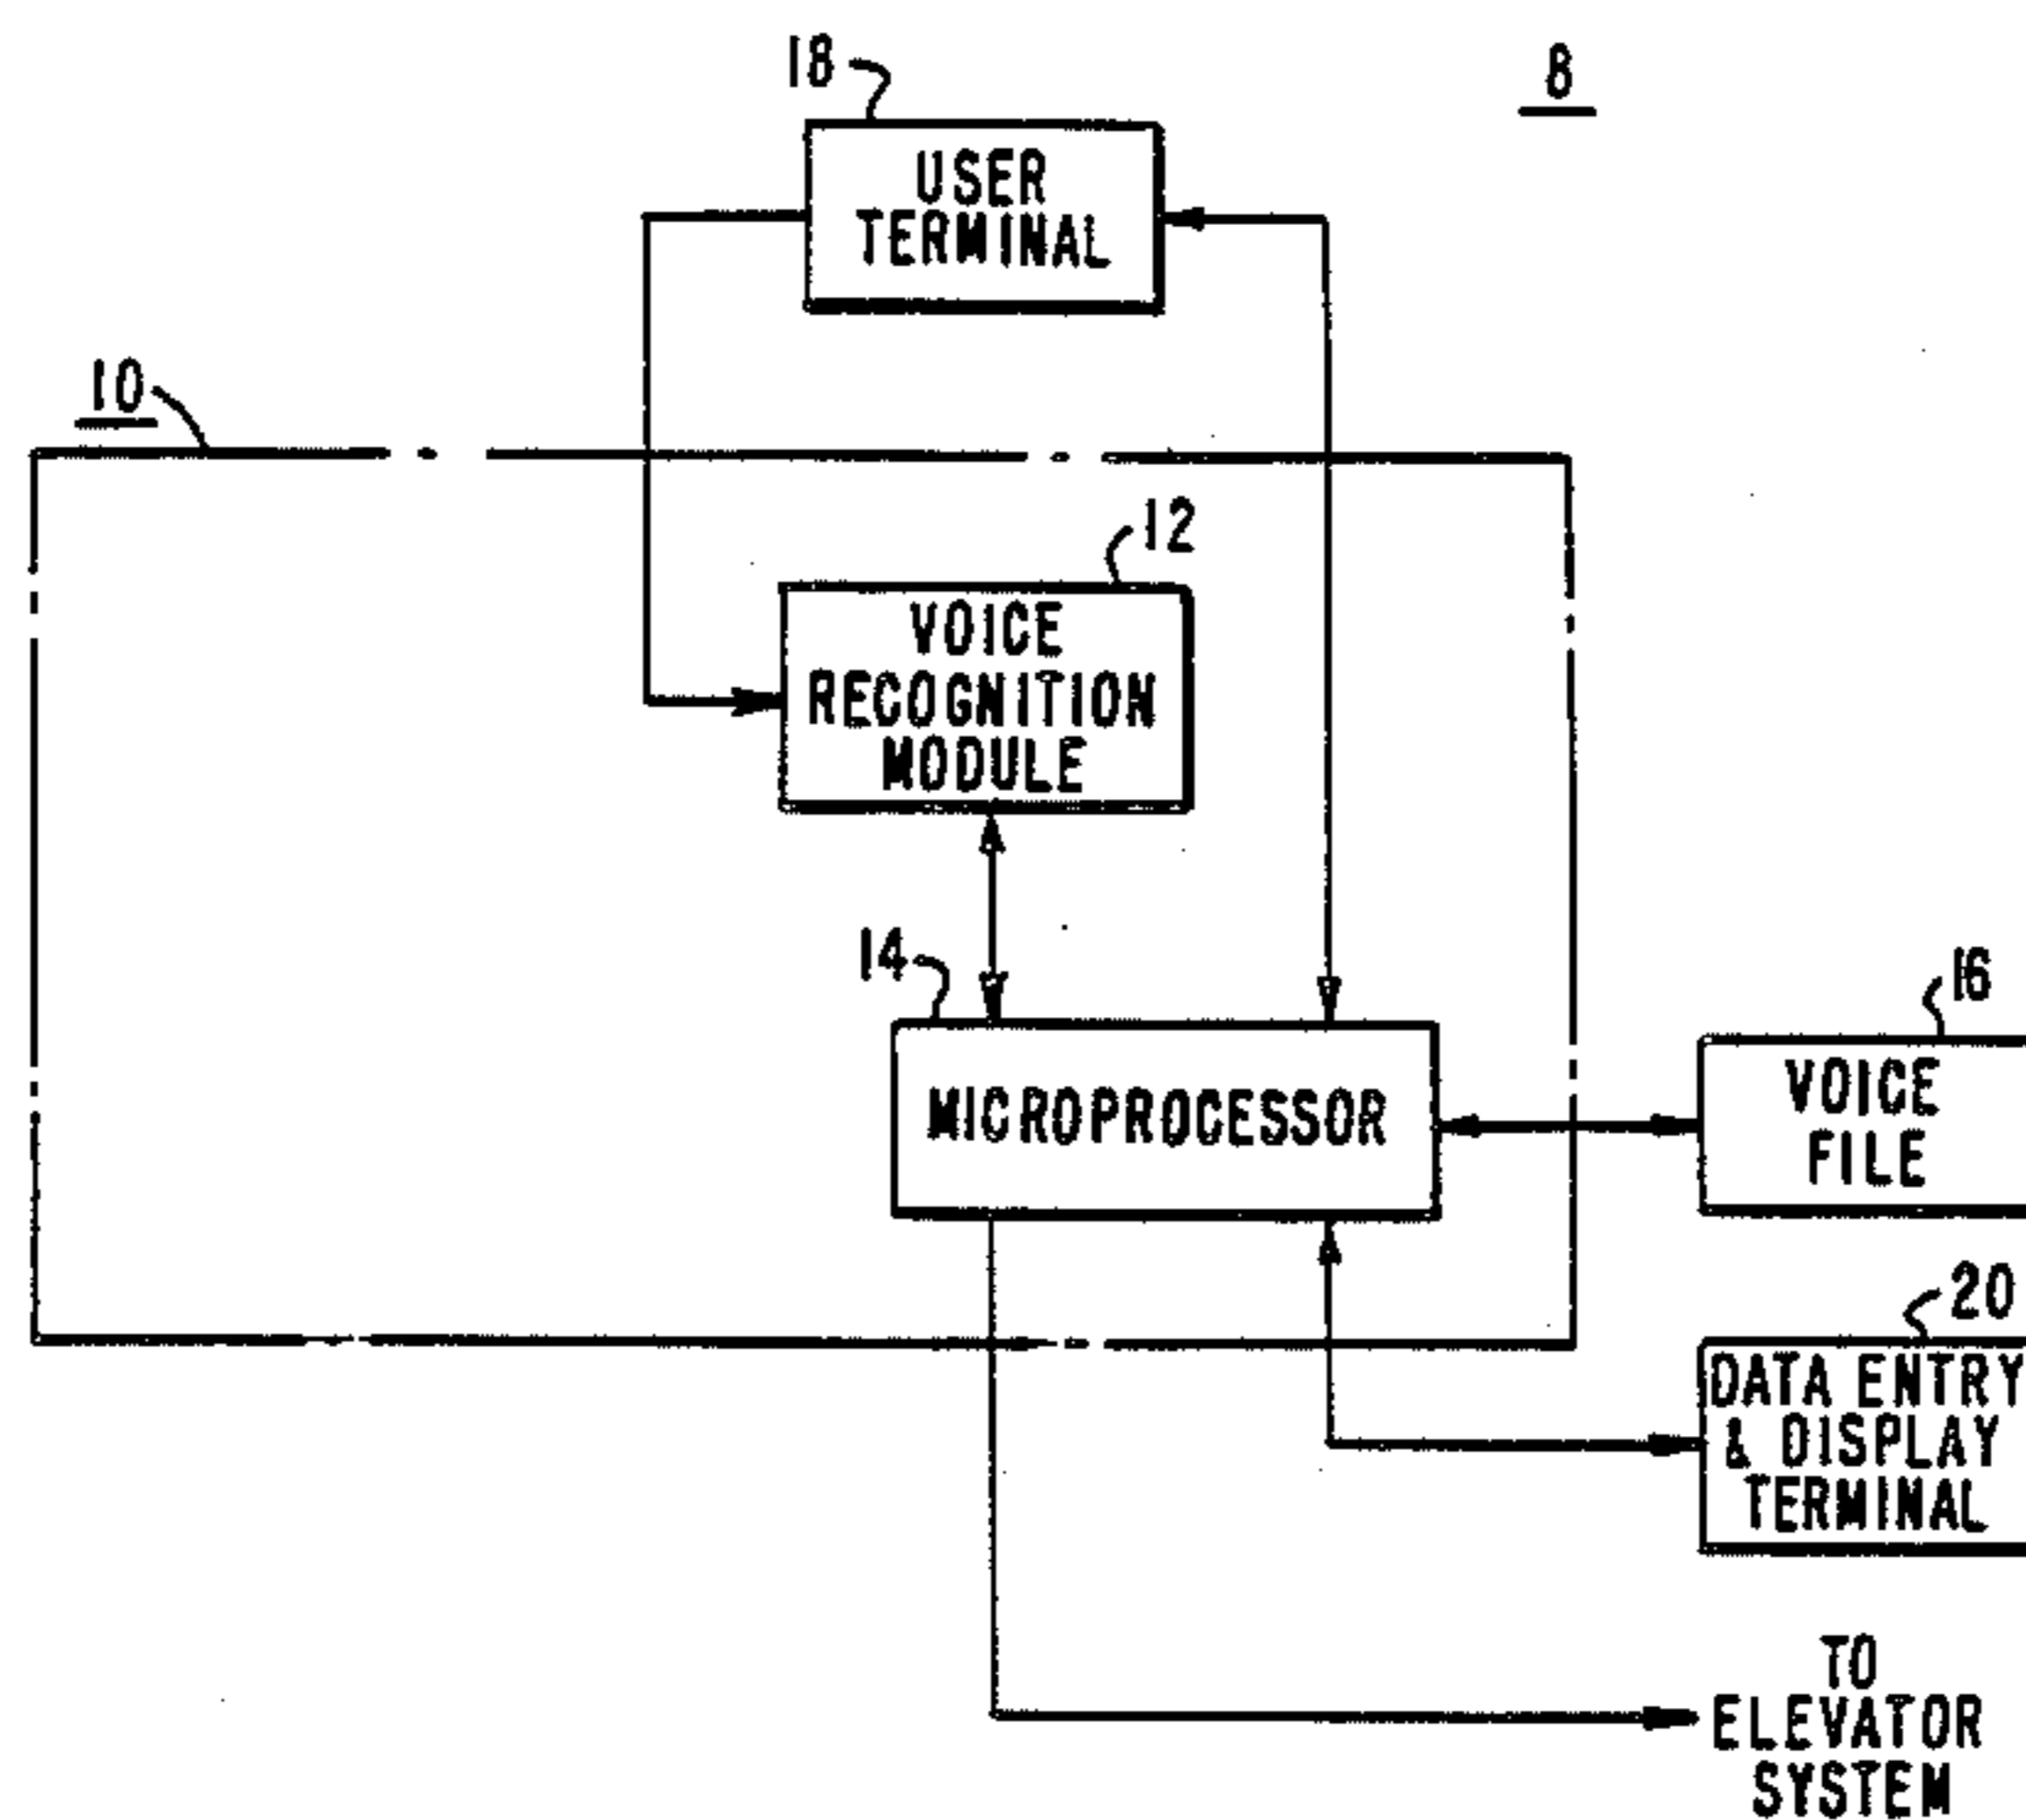 18
8
USER
TERMINAL
10
12
VOICE
RECOGNITION
MODULE
14
16
MICROPROCESSOR
VOICE
FILE
20
DATA ENTRY
& DISPLAY
TERMINAL
TO
ELEVATOR
SYSTEM